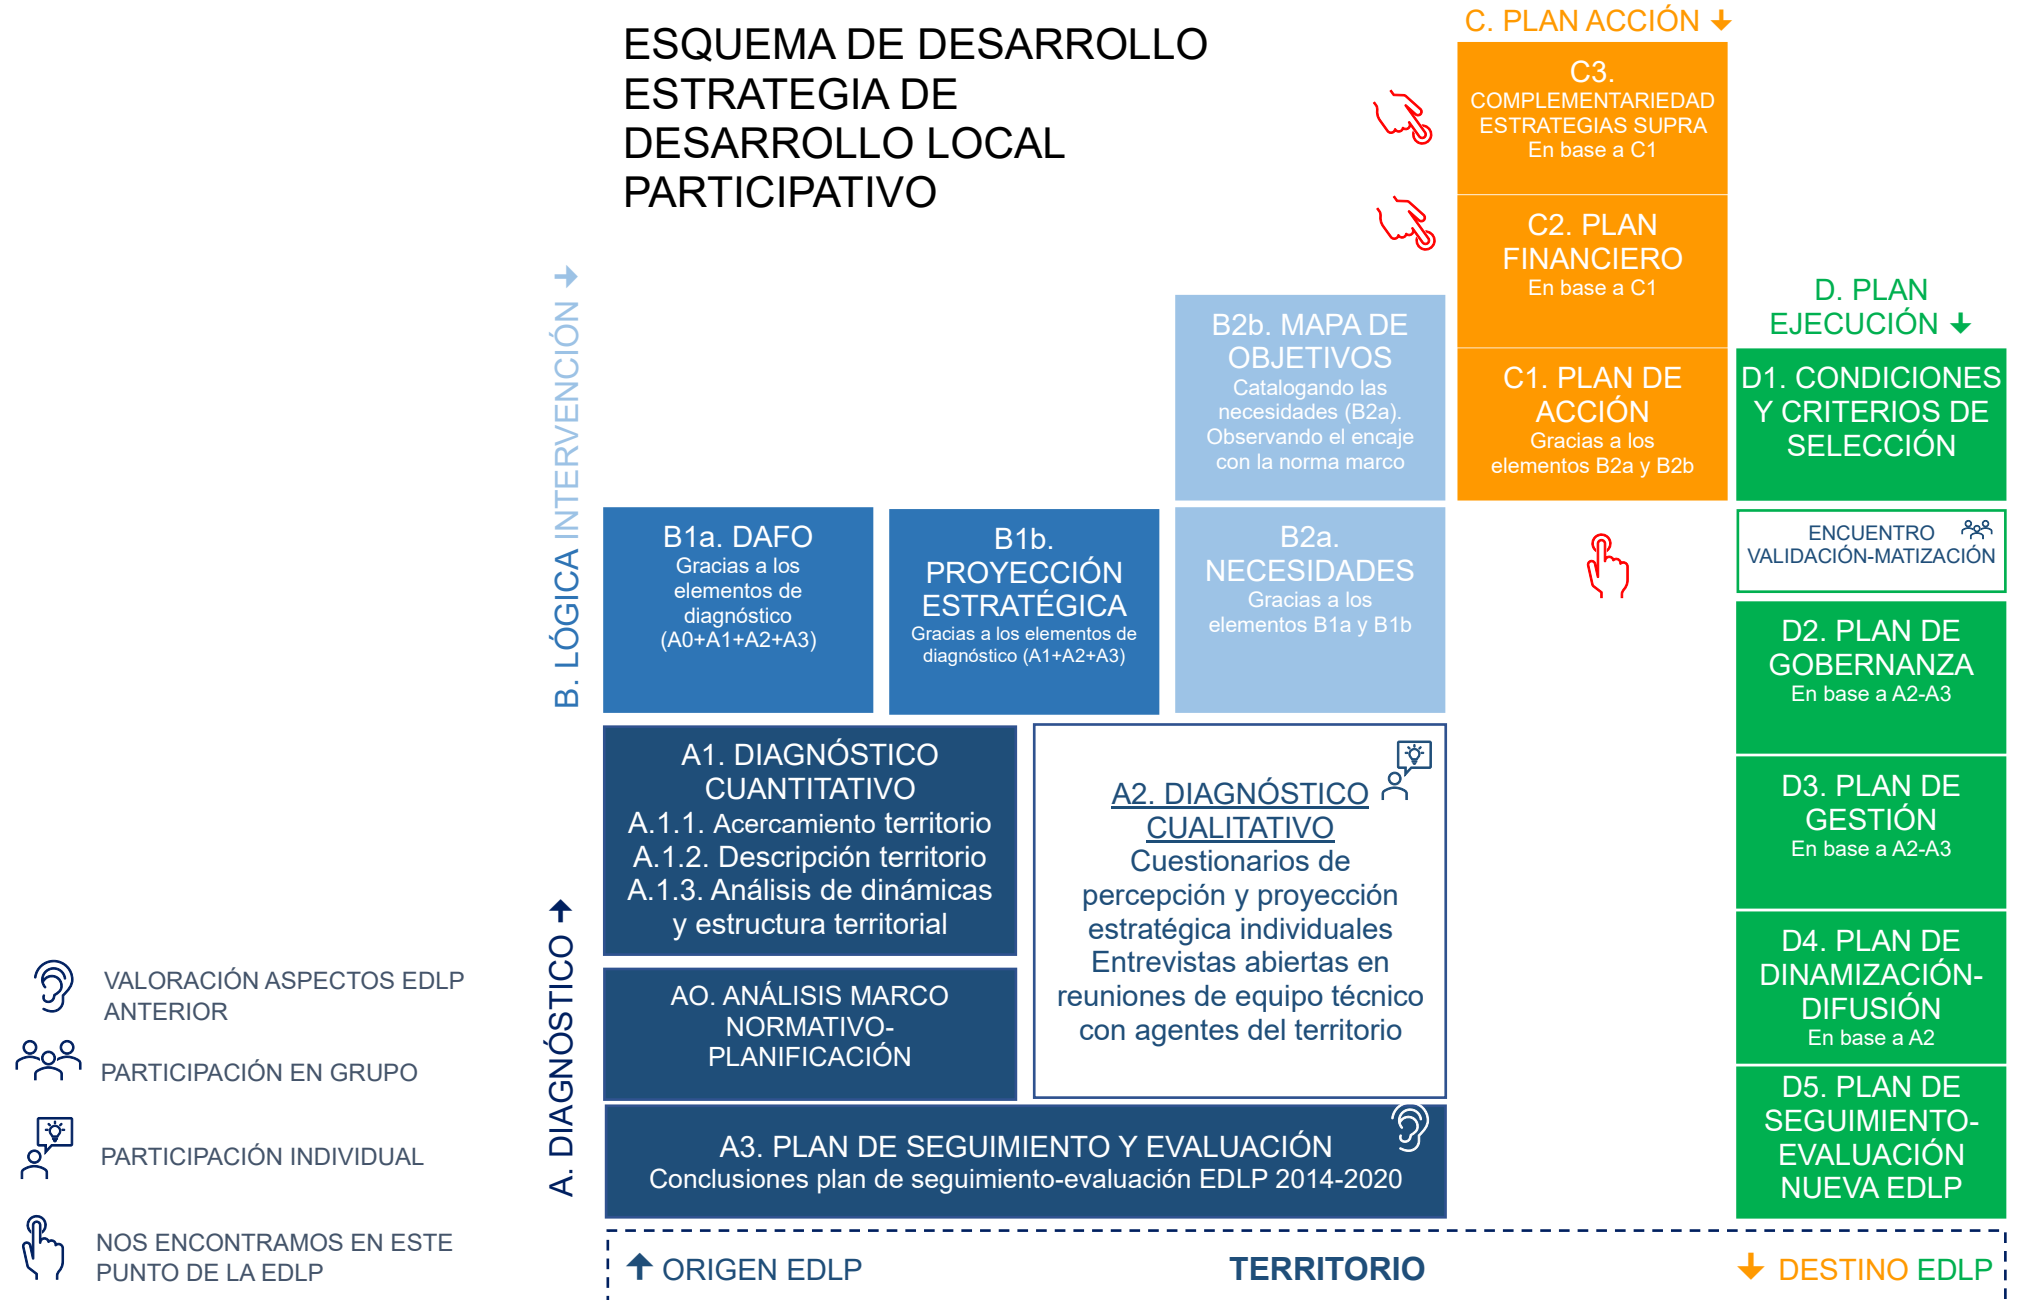 ESQUEMA DE DESARROLLO
ESTRATEGIA DE
DESARROLLO LOCAL
PARTICIPATIVO
C. PLAN ACCIÓN
C3.
COMPLEMENTARIEDAD
ESTRATEGIAS SUPRA
En base a C1
C2. PLAN
FINANCIERO
En base a C1
C1. PLAN DE
ACCIÓN
Gracias a los
elementos B2a y B2b
D. PLAN
EJECUCIÓN
D1. CONDICIONES
Y CRITERIOS DE
SELECCIÓN
ENCUENTRO
VALIDACIÓN-MATIZACIÓN
D2. PLAN DE
GOBERNANZA
En base a A2-A3
D3. PLAN DE
GESTIÓN
En base a A2-A3
D4. PLAN DE
DINAMIZACIÓN-
DIFUSIÓN
En base a A2
D5. PLAN DE
SEGUIMIENTO-
EVALUACIÓN
NUEVA EDLP
B. LÓGICA INTERVENCIÓN
B2b. MAPA DE
OBJETIVOS
Catalogando las
necesidades (B2a).
Observando el encaje
con la norma marco
B1a. DAFO
Gracias a los
elementos de
diagnóstico
(A0+A1+A2+A3)
B1b.
PROYECCIÓN
ESTRATÉGICA
Gracias a los elementos de
diagnóstico (A1+A2+A3)
B2a.
NECESIDADES
Gracias a los
elementos B1a y B1b
A. DIAGNÓSTICO
A1. DIAGNÓSTICO
CUANTITATIVO
A.1.1. Acercamiento territorio
A.1.2. Descripción territorio
A.1.3. Análisis de dinámicas
y estructura territorial
A2. DIAGNÓSTICO
CUALITATIVO
Cuestionarios de
percepción y proyección
estratégica individuales
Entrevistas abiertas en
reuniones de equipo técnico
con agentes del territorio
AO. ANÁLISIS MARCO
NORMATIVO-
PLANIFICACIÓN
A3. PLAN DE SEGUIMIENTO Y EVALUACIÓN
Conclusiones plan de seguimiento-evaluación EDLP 2014-2020
VALORACIÓN ASPECTOS EDLP
ANTERIOR
PARTICIPACIÓN EN GRUPO
PARTICIPACIÓN INDIVIDUAL
NOS ENCONTRAMOS EN ESTE
PUNTO DE LA EDLP
ORIGEN EDLP
TERRITORIO
DESTINO EDLP